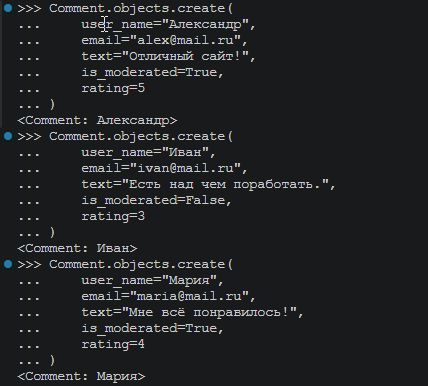 >>> Comment.objects.create(
...     user_name="Александр",
...     email="alex@mail.ru",
...     text="Отличный сайт!",
...     is_moderated=True,
...     rating=5
... )
<Comment: Александр>
>>> Comment.objects.create(
...     user_name="Иван",
...     email="ivan@mail.ru",
...     text="Есть над чем поработать.",
...     is_moderated=False,
...     rating=3
... )
<Comment: Иван>
>>> Comment.objects.create(
...     user_name="Мария",
...     email="maria@mail.ru",
...     text="Мне всё понравилось!",
...     is_moderated=True,
...     rating=4
... )
<Comment: Мария>